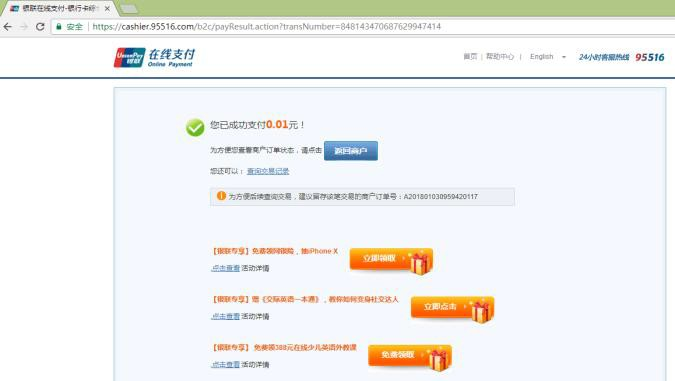 银联在线支付-银行卡综
安全 | https://cashier.95516.com/b2c/payResult.action?transNumber=848143470687629947414
UnionPay 银联 在线支付 Online Payment
首页 | 帮助中心 | English 24小时客服热线 95516
您已成功支付0.01元！
为方便您查看商户订单状态，请点击 返回商户
您还可以： 查询交易记录
为方便后续查询交易，建议留存该笔交易的商户订单号：A201801030959420117
【银联专享】免费领网银险，抽iPhone X 立即领取
点击查看 活动详情
【银联专享】赠《交际英语一本通》，教你如何变身社交达人 立即点击
点击查看 活动详情
【银联专享】免费领388元在线少儿英语外教课 免费领取
点击查看 活动详情